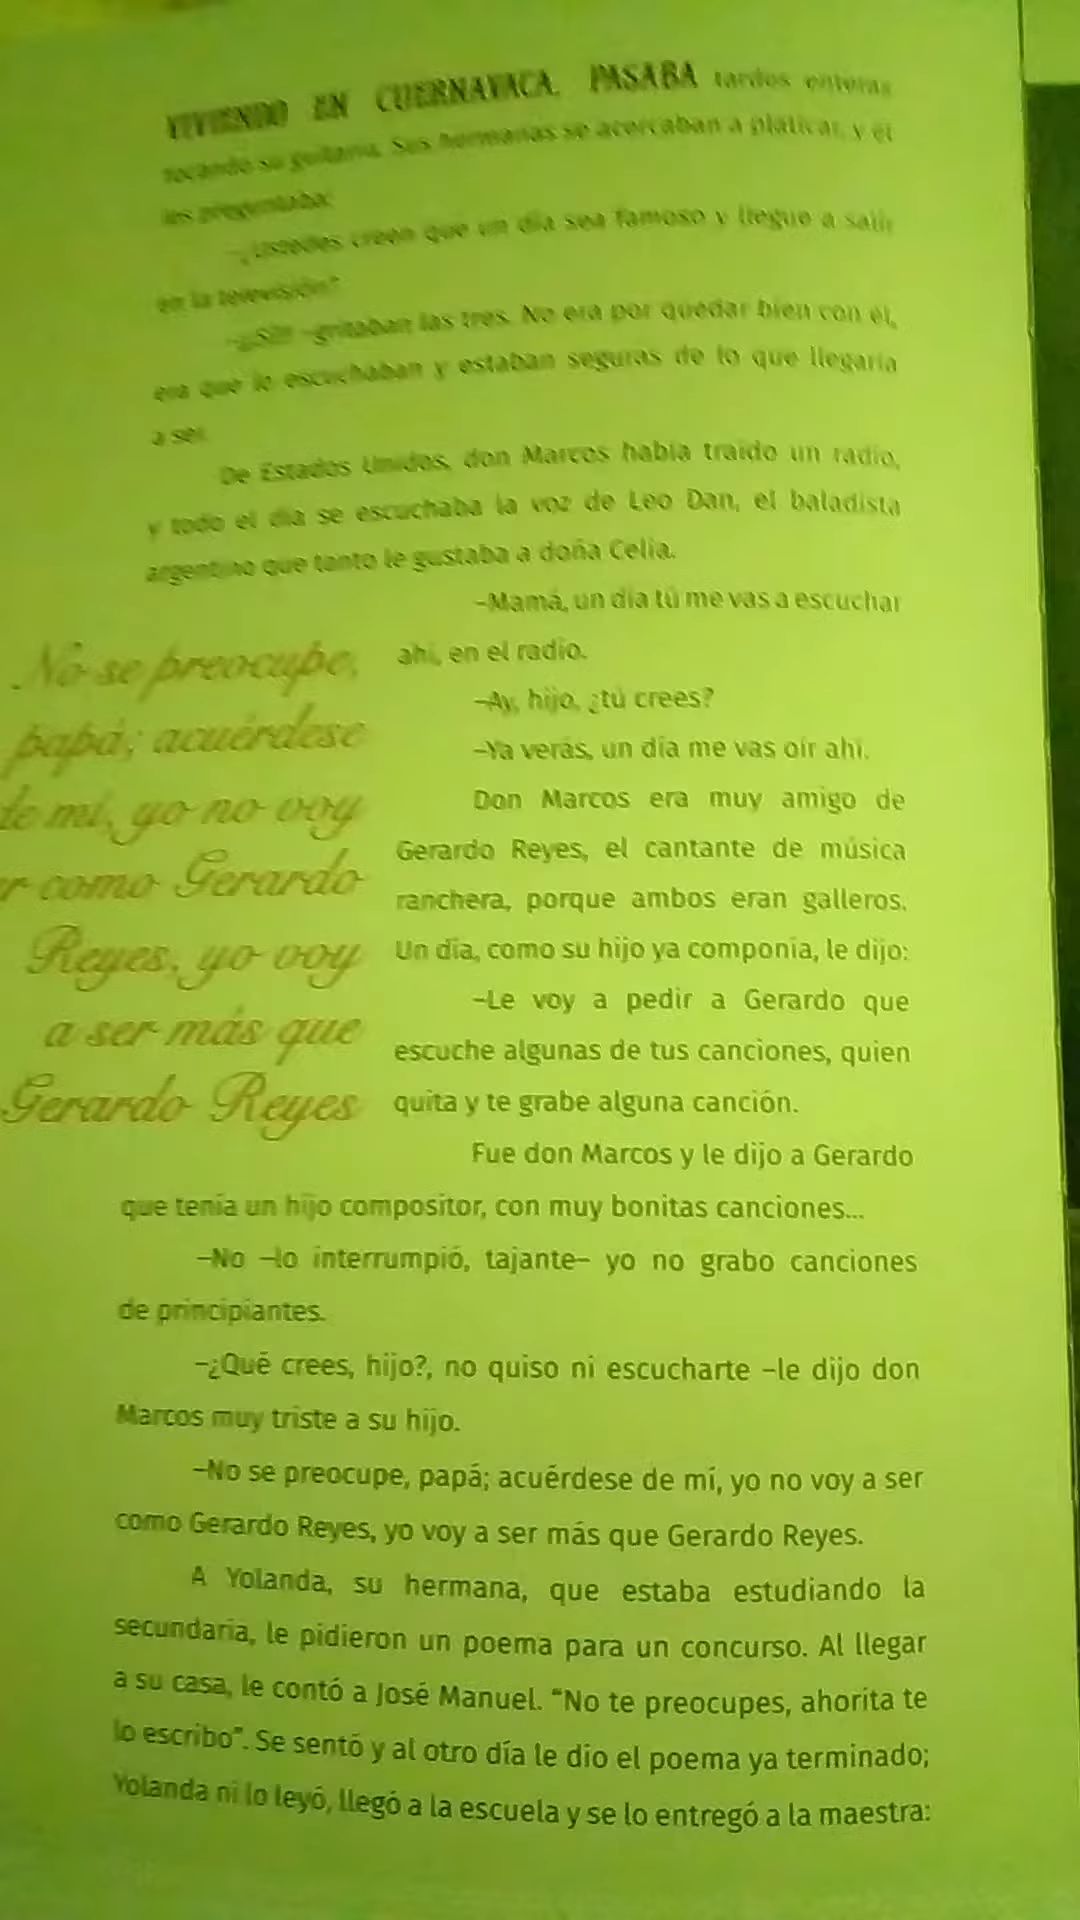 VIVIENDO EN CUERNAVACA, PASABA tardes enteras
tocando su guitarra. Sus hermanas se acercaban a platicar, y él
les preguntaba:
–¿Ustedes creen que un día sea famoso y llegue a salir
en la televisión?
–gritaban las tres. No era por quedar bien con él,
era que lo escuchaban y estaban seguras de lo que llegaría
a ser.
De Estados Unidos, don Marcos había traído un radio,
y todo el día se escuchaba la voz de Leo Dan, el baladista
argentino que tanto le gustaba a doña Celia.
–Mamá, un día tú me vas a escuchar
ahí, en el radio.
–Ay, hijo, ¿tú crees?
–Ya verás, un día me vas oír ahí.
Don Marcos era muy amigo de
Gerardo Reyes, el cantante de música
ranchera, porque ambos eran galleros.
Un día, como su hijo ya componía, le dijo:
–Le voy a pedir a Gerardo que
escuche algunas de tus canciones, quien
quita y te grabe alguna canción.
Fue don Marcos y le dijo a Gerardo
que tenía un hijo compositor, con muy bonitas canciones...
–No –lo interrumpió, tajante– yo no grabo canciones
de principiantes.
–¿Qué crees, hijo?, no quiso ni escucharte –le dijo don
Marcos muy triste a su hijo.
–No se preocupe, papá; acuérdese de mí, yo no voy a ser
como Gerardo Reyes, yo voy a ser más que Gerardo Reyes.
A Yolanda, su hermana, que estaba estudiando la
secundaria, le pidieron un poema para un concurso. Al llegar
a su casa, le contó a José Manuel. “No te preocupes, ahorita te
lo escribo”. Se sentó y al otro día le dio el poema ya terminado;
Yolanda ni lo leyó, llegó a la escuela y se lo entregó a la maestra:
No se preocupe,
papá; acuérdese
de mí, yo no voy
r como Gerardo
Reyes, yo voy
a ser más que
Gerardo Reyes